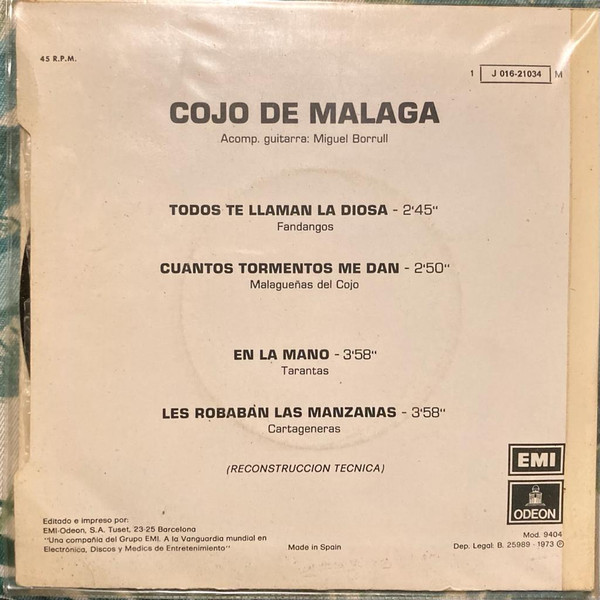 45 R.P.M.
1 J 016-21034 M
COJO DE MALAGA
Acomp. guitarra: Miguel Borrull
TODOS TE LLAMAN LA DIOSA - 2'45"
Fandangos
CUANTOS TORMENTOS ME DAN - 2'50"
Malagueñas del Cojo
EN LA MANO - 3'58"
Tarantas
LES ROBABAN LAS MANZANAS - 3'58"
Cartageneras
(RECONSTRUCCION TECNICA)
EMI
ODEON
Editado e impreso por:
EMI-Odeon, S.A. Tuset, 23-25 Barcelona
"Una compañía del Grupo EMI. A la Vanguardia mundial en
Electrónica, Discos y Medios de Entretenimiento"
Made in Spain
Mod. 9404
Dep. Legal: B. 25989 - 1973 ℗